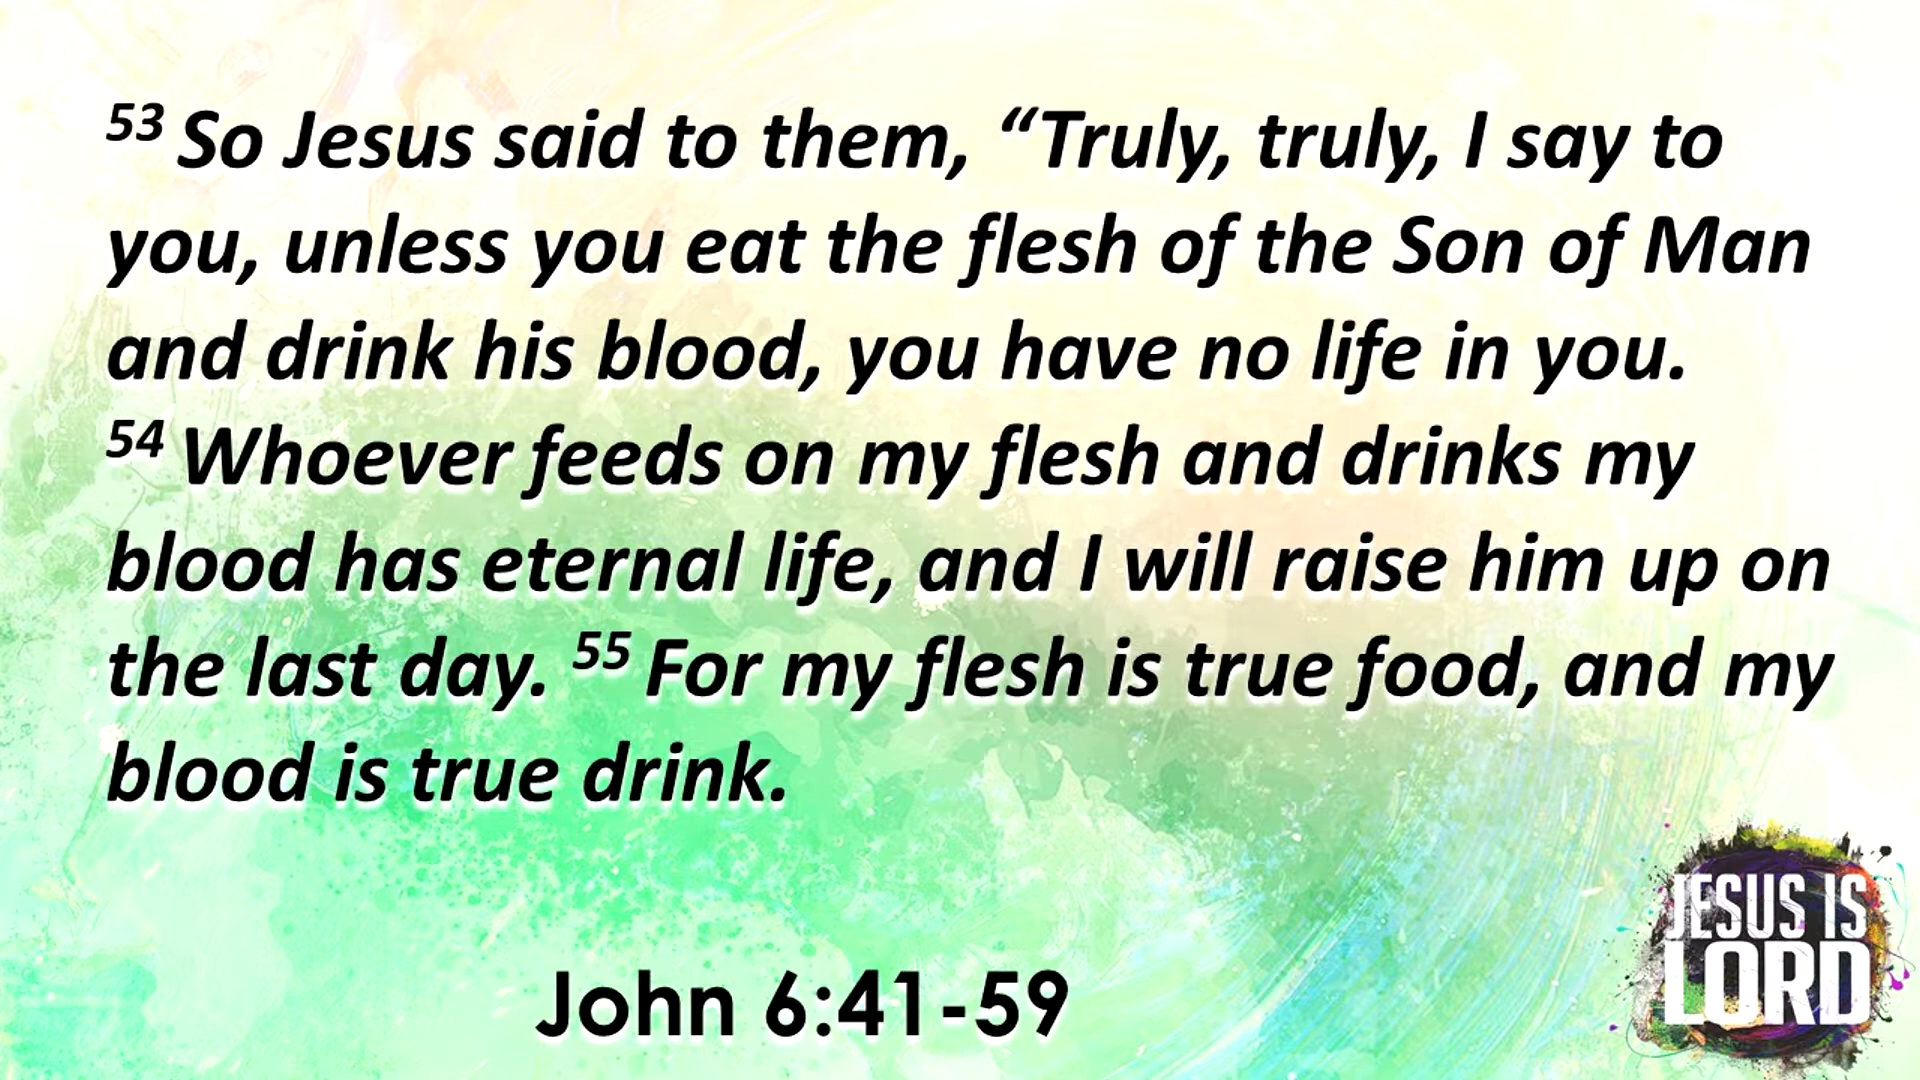 53 So Jesus said to them, “Truly, truly, I say to
you, unless you eat the flesh of the Son of Man
and drink his blood, you have no life in you.
54 Whoever feeds on my flesh and drinks my
blood has eternal life, and I will raise him up on
the last day. 55 For my flesh is true food, and my
blood is true drink.
John 6:41-59
JESUS IS
LORD